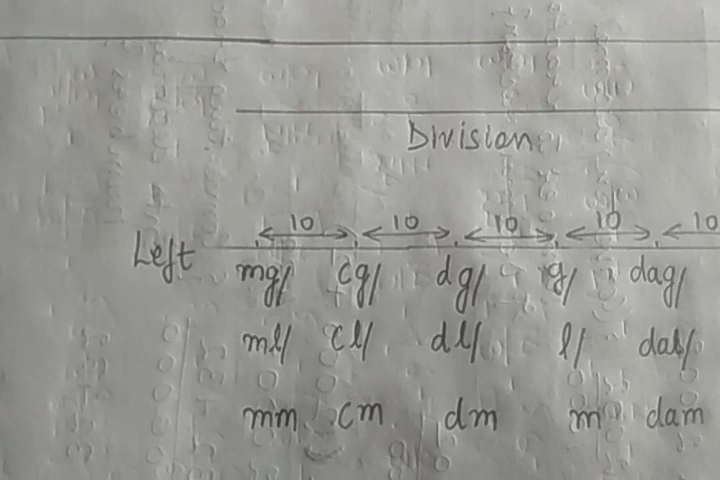 Division
10 10 10 10 10
Left
mg/ cg/ dg/ g/ dag/
ml/ cl/ dl/ l/ dal/
mm cm dm m dam